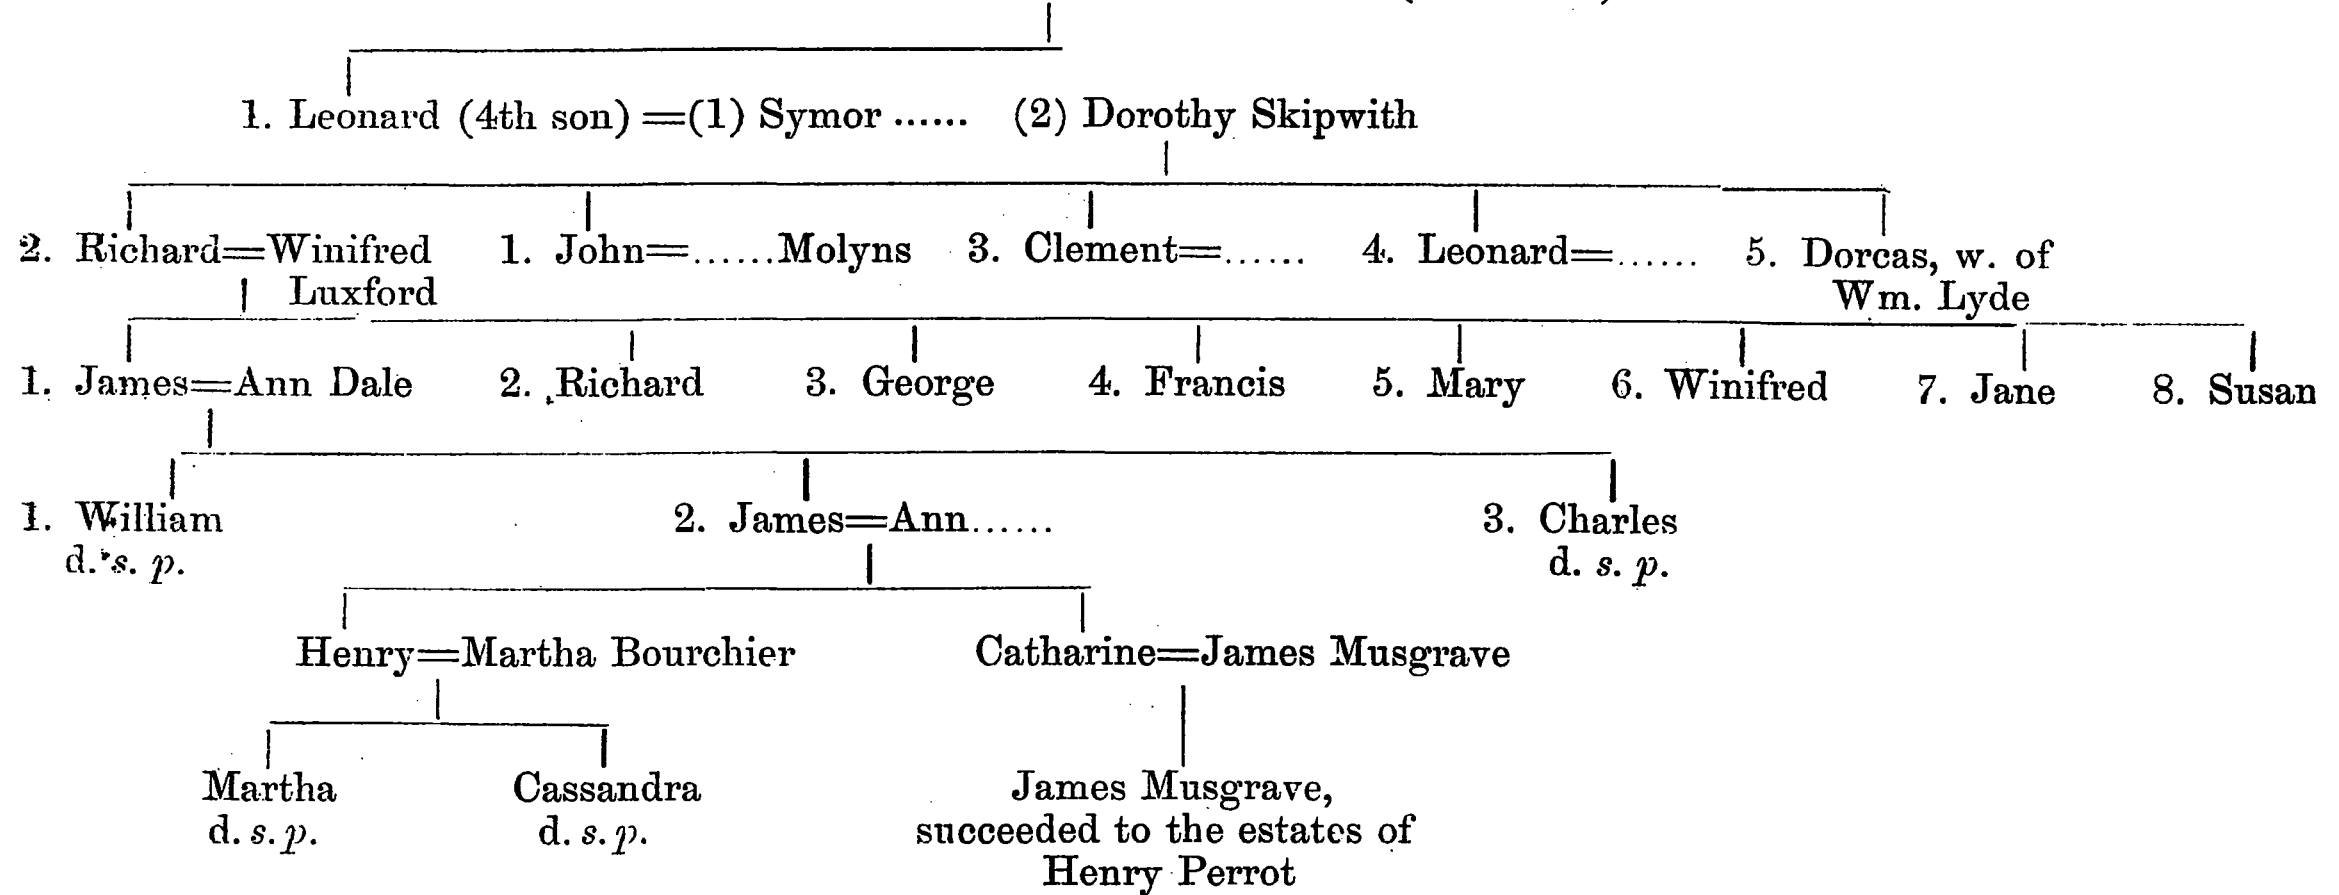 1. Leonard (4th son) =(1) Symor ...... (2) Dorothy Skipwith
2. Richard=Winifred 1. John=......Molyns 3. Clement=...... 4. Leonard=...... 5. Dorcas, w. of
Luxford Wm. Lyde
1. James=Ann Dale 2. Richard 3. George 4. Francis 5. Mary 6. Winifred 7. Jane 8. Susan
1. William 2. James=Ann...... 3. Charles
d. s. p. d. s. p.
Henry=Martha Bourchier Catharine=James Musgrave
Martha Cassandra James Musgrave,
d. s. p. d. s. p. succeeded to the estates of
Henry Perrot